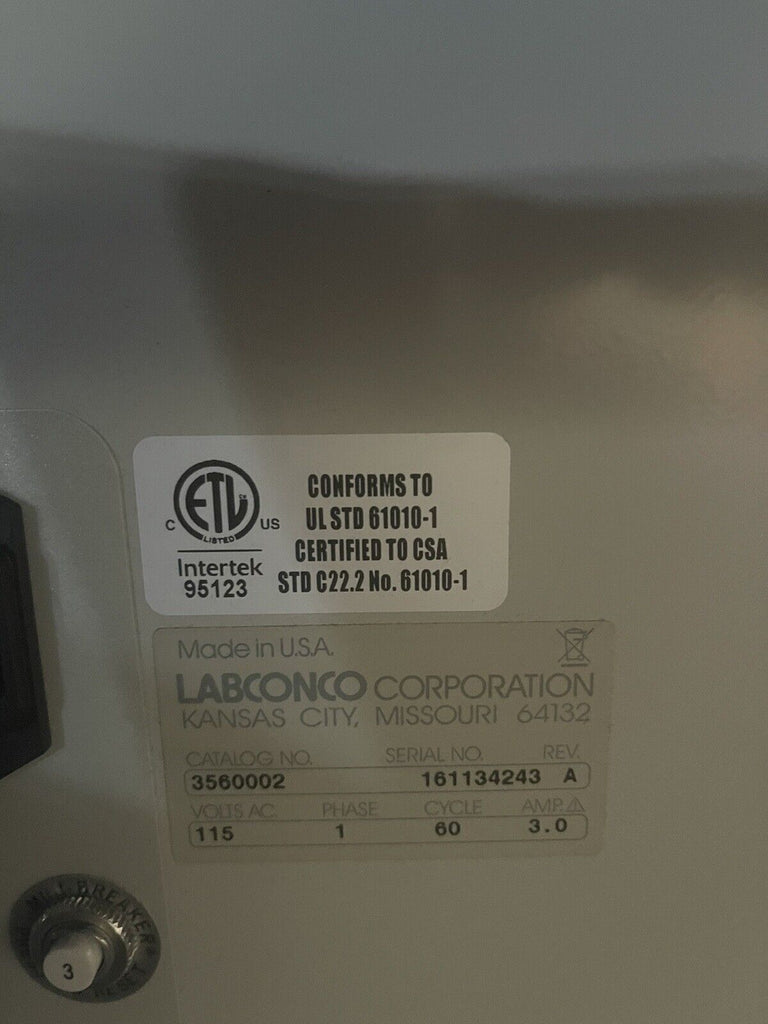 ETL
CM
C US
LISTED
Intertek
95123
CONFORMS TO
UL STD 61010-1
CERTIFIED TO CSA
STD C22.2 No. 61010-1
Made in U.S.A.
LABCONCO CORPORATION
KANSAS CITY, MISSOURI 64132
CATALOG NO. SERIAL NO. REV.
3560002 161134243 A
VOLTS AC. PHASE CYCLE AMP.
115 1 60 3.0
BREAKER
RESET
3